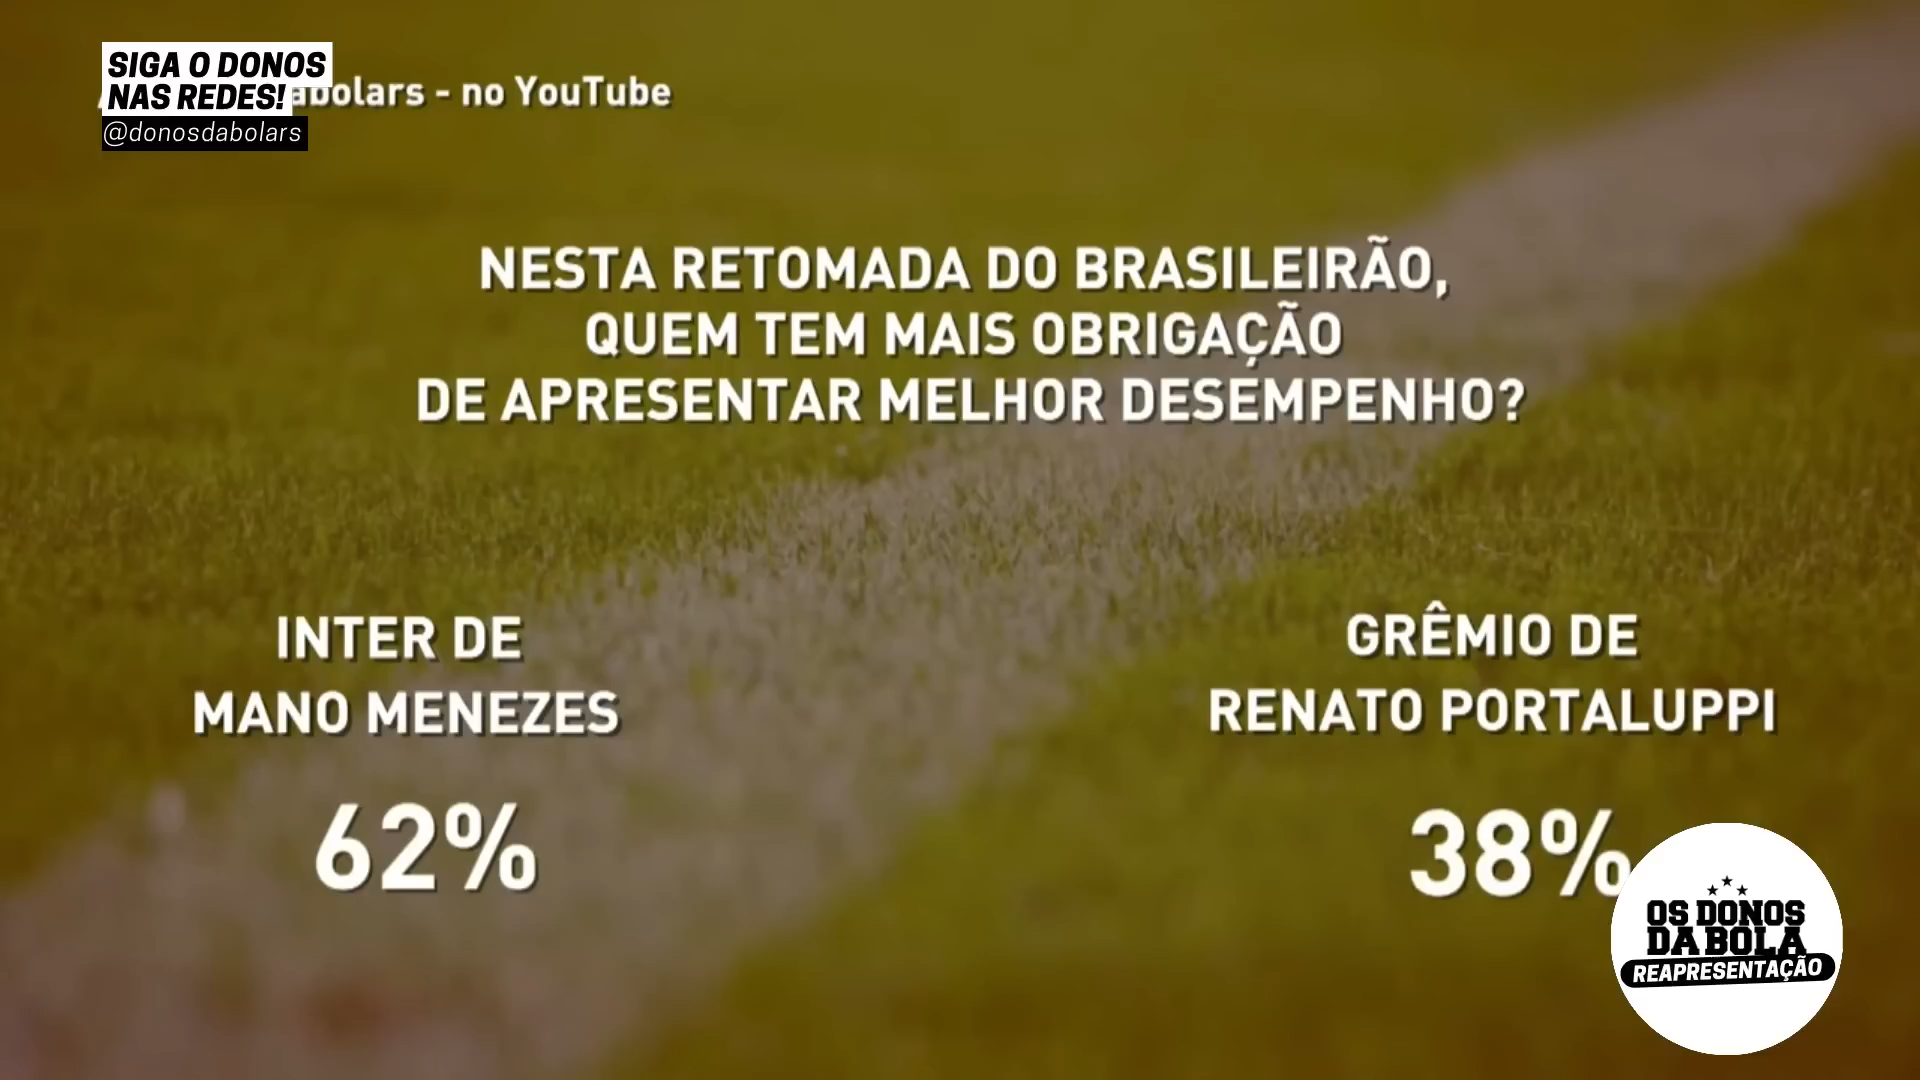 SIGA O DONOS
NAS REDES!
abolars - no YouTube
@donosdabolars
NESTA RETOMADA DO BRASILEIRÃO,
QUEM TEM MAIS OBRIGAÇÃO
DE APRESENTAR MELHOR DESEMPENHO?
INTER DE
MANO MENEZES
62%
GRÊMIO DE
RENATO PORTALUPPI
38%
OS DONOS
DA BOLA
REAPRESENTAÇÃO